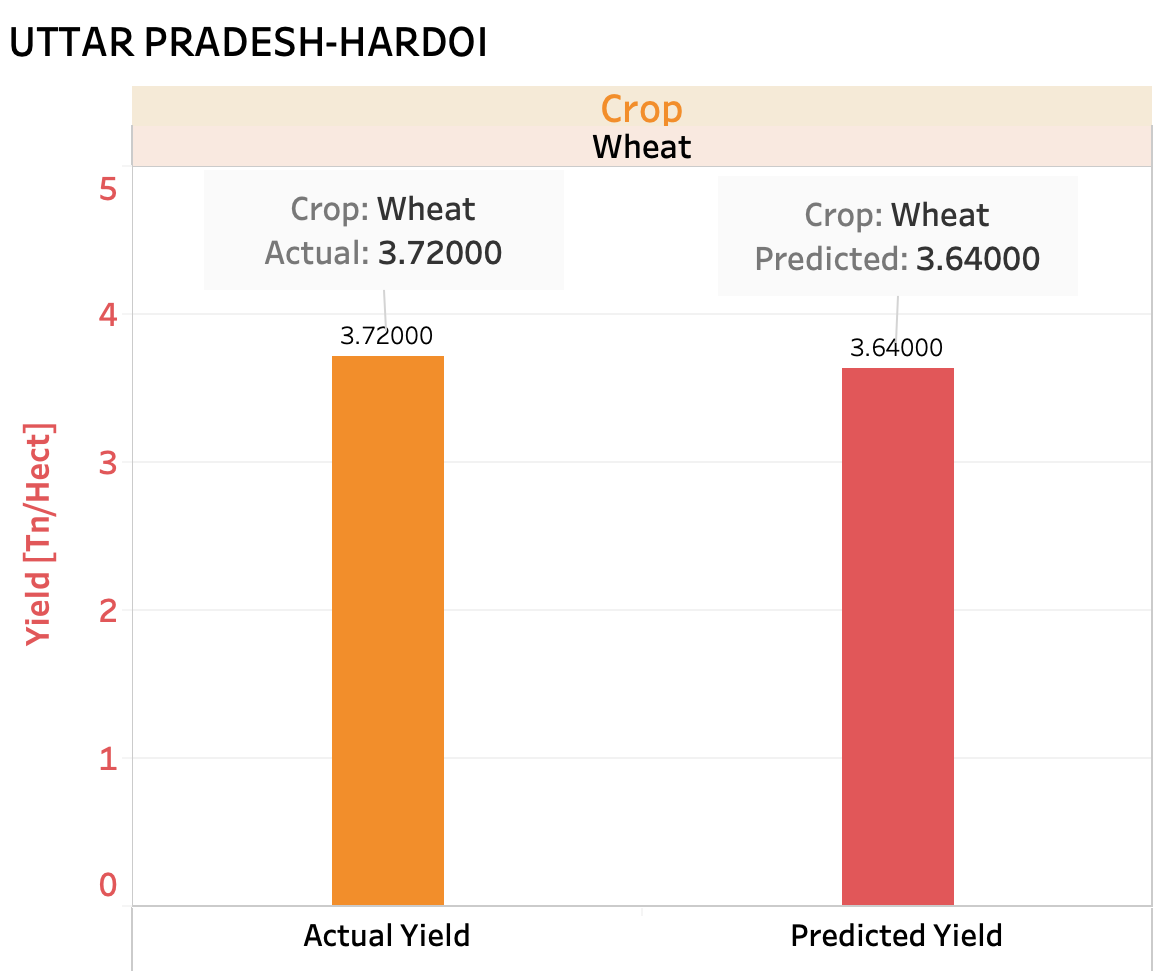 UTTAR PRADESH-HARDOI
Crop
Wheat
5
Crop: Wheat
Actual: 3.72000
Crop: Wheat
Predicted: 3.64000
4
3.72000
3.64000
3
Yield [Tn/Hect]
2
1
0
Actual Yield
Predicted Yield